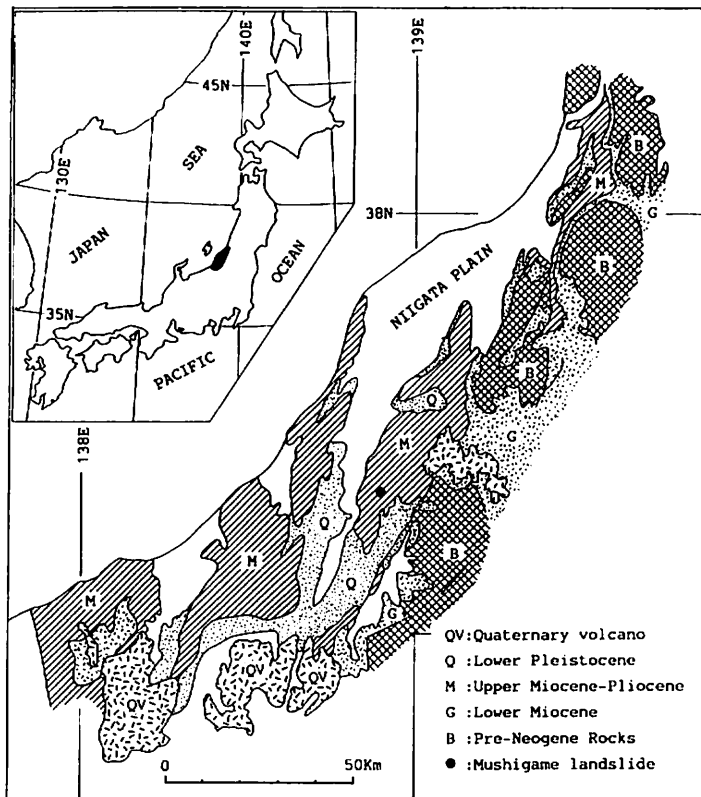 140E
45N
130E
SEA
JAPAN
OCEAN
35N
PACIFIC
139E
38N
B
M
G
B
NIIGATA PLAIN
B
Q
M
G
138E
Q
M
B
Q
M
G
QV
QV
QV
QV:Quaternary volcano
Q :Lower Pleistocene
M :Upper Miocene-Pliocene
G :Lower Miocene
B :Pre-Neogene Rocks
● :Mushigame landslide
0 50Km